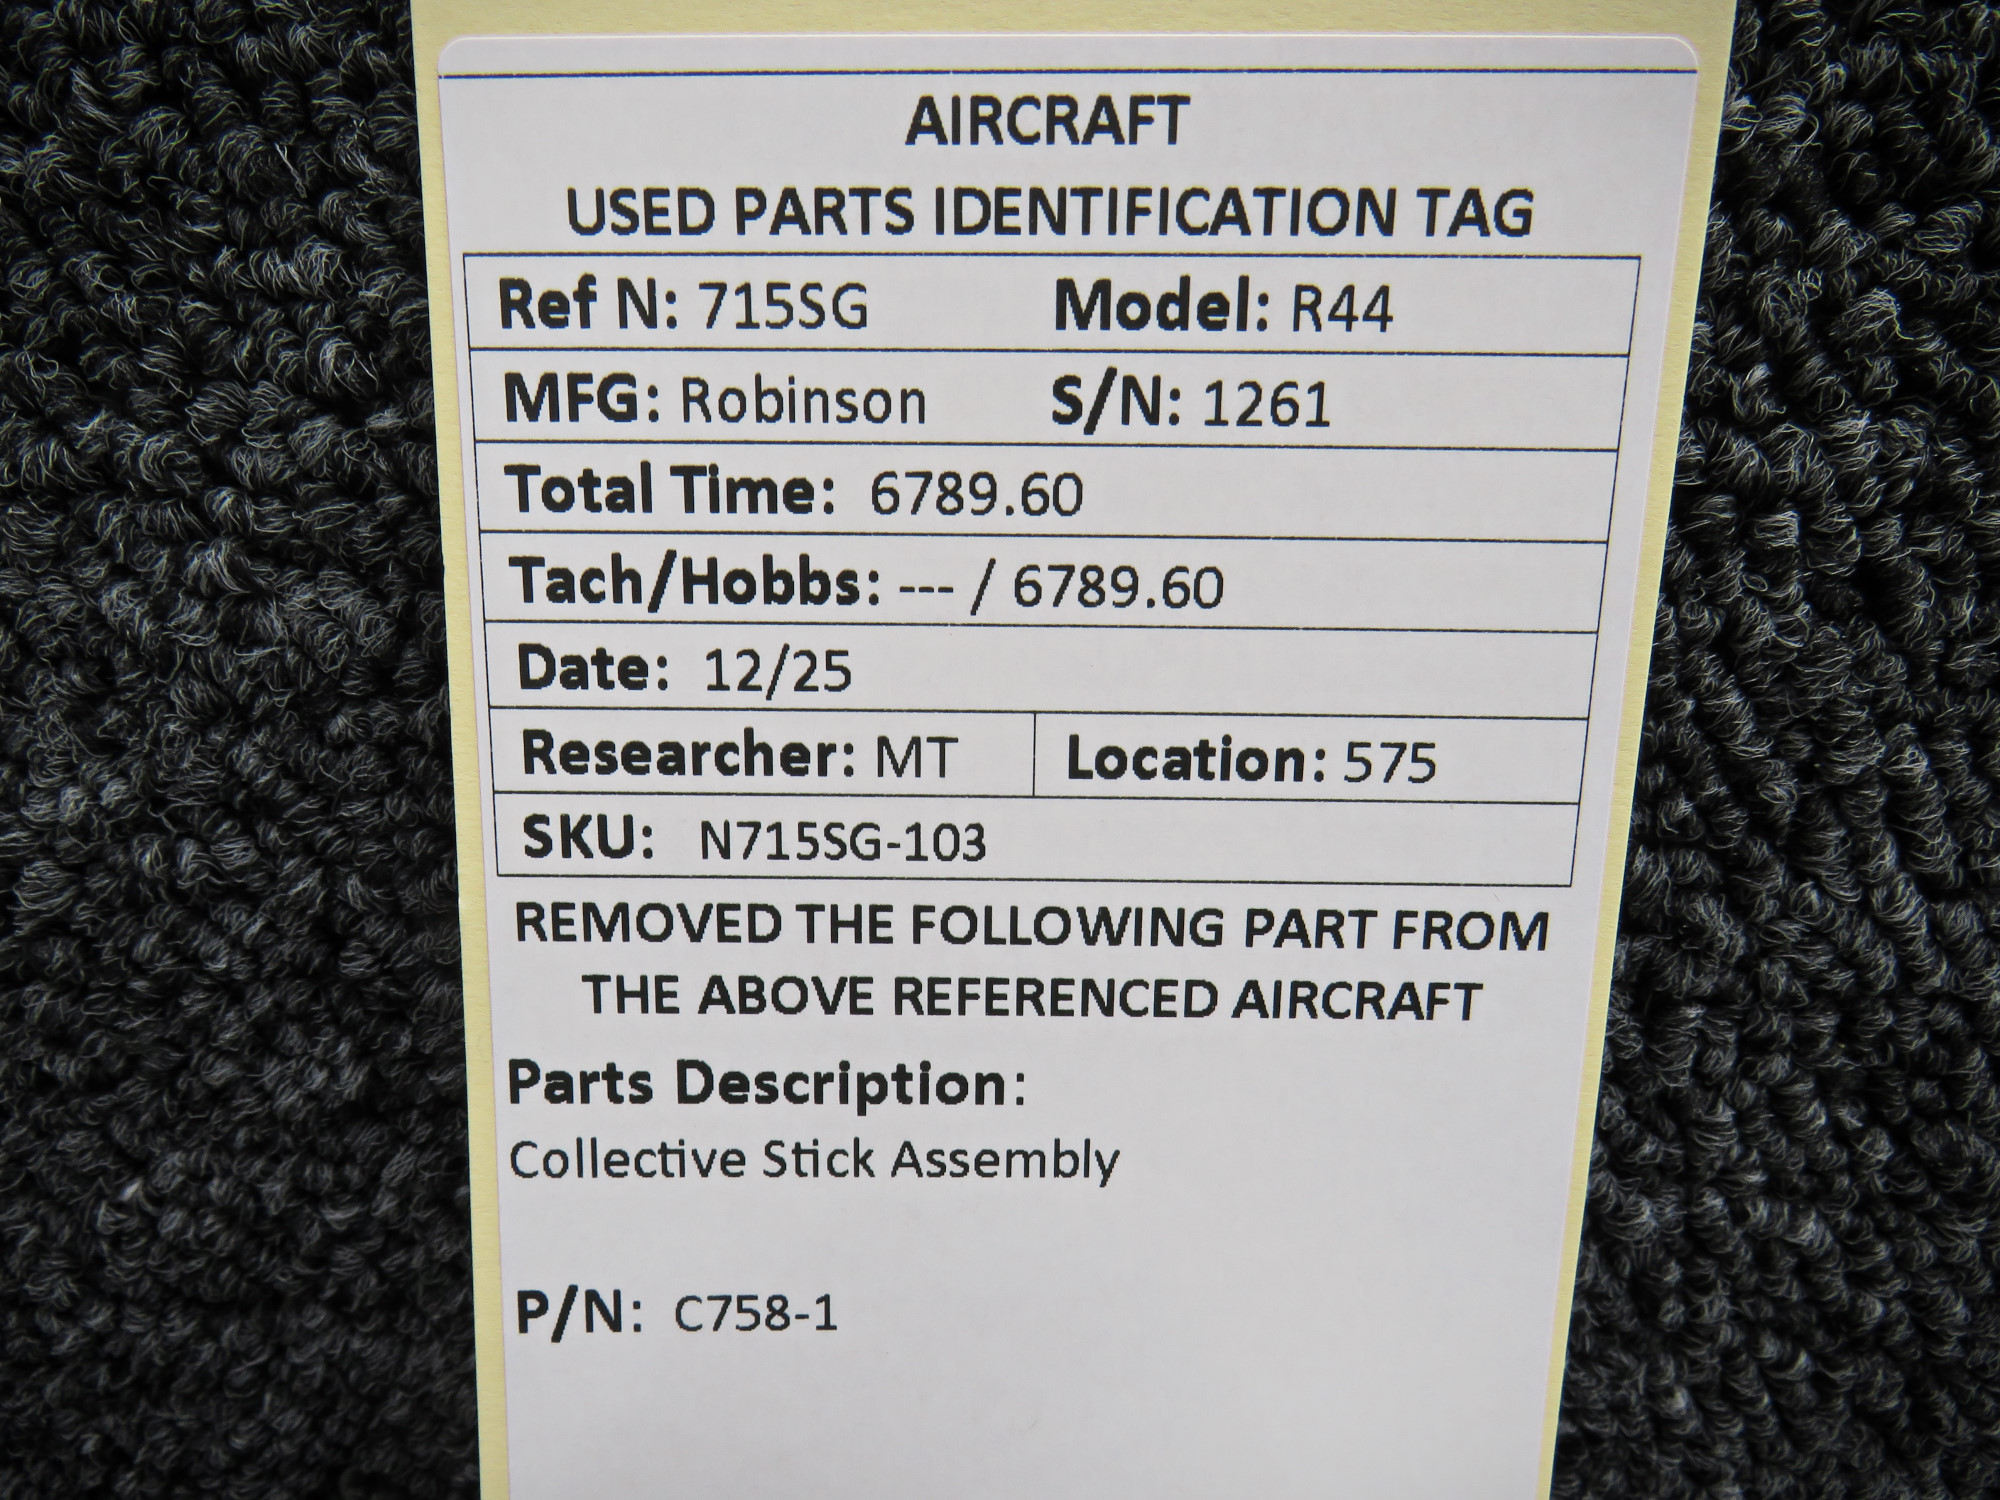 AIRCRAFT
USED PARTS IDENTIFICATION TAG
Ref N: 715SG Model: R44
MFG: Robinson S/N: 1261
Total Time: 6789.60
Tach/Hobbs: --- / 6789.60
Date: 12/25
Researcher: MT Location: 575
SKU: N715SG-103
REMOVED THE FOLLOWING PART FROM
THE ABOVE REFERENCED AIRCRAFT
Parts Description:
Collective Stick Assembly
P/N: C758-1